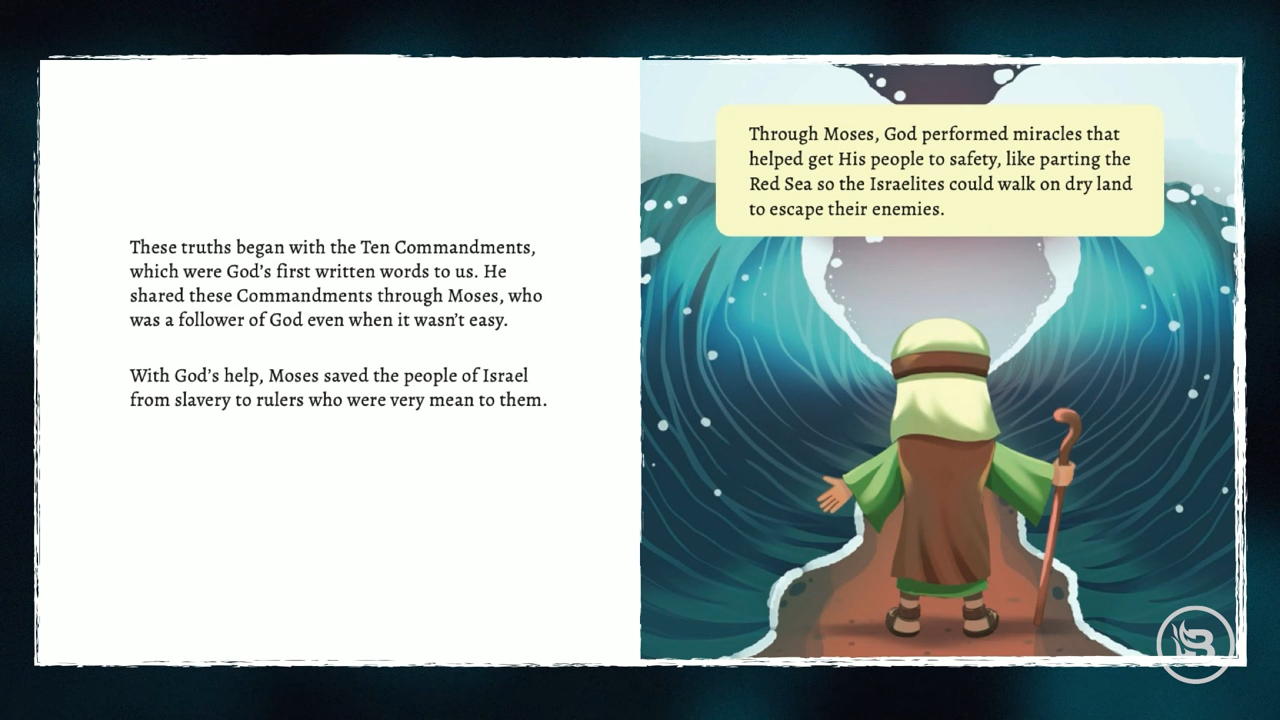 These truths began with the Ten Commandments,
which were God's first written words to us. He
shared these Commandments through Moses, who
was a follower of God even when it wasn't easy.
With God's help, Moses saved the people of Israel
from slavery to rulers who were very mean to them.
Through Moses, God performed miracles that
helped get His people to safety, like parting the
Red Sea so the Israelites could walk on dry land
to escape their enemies.
B